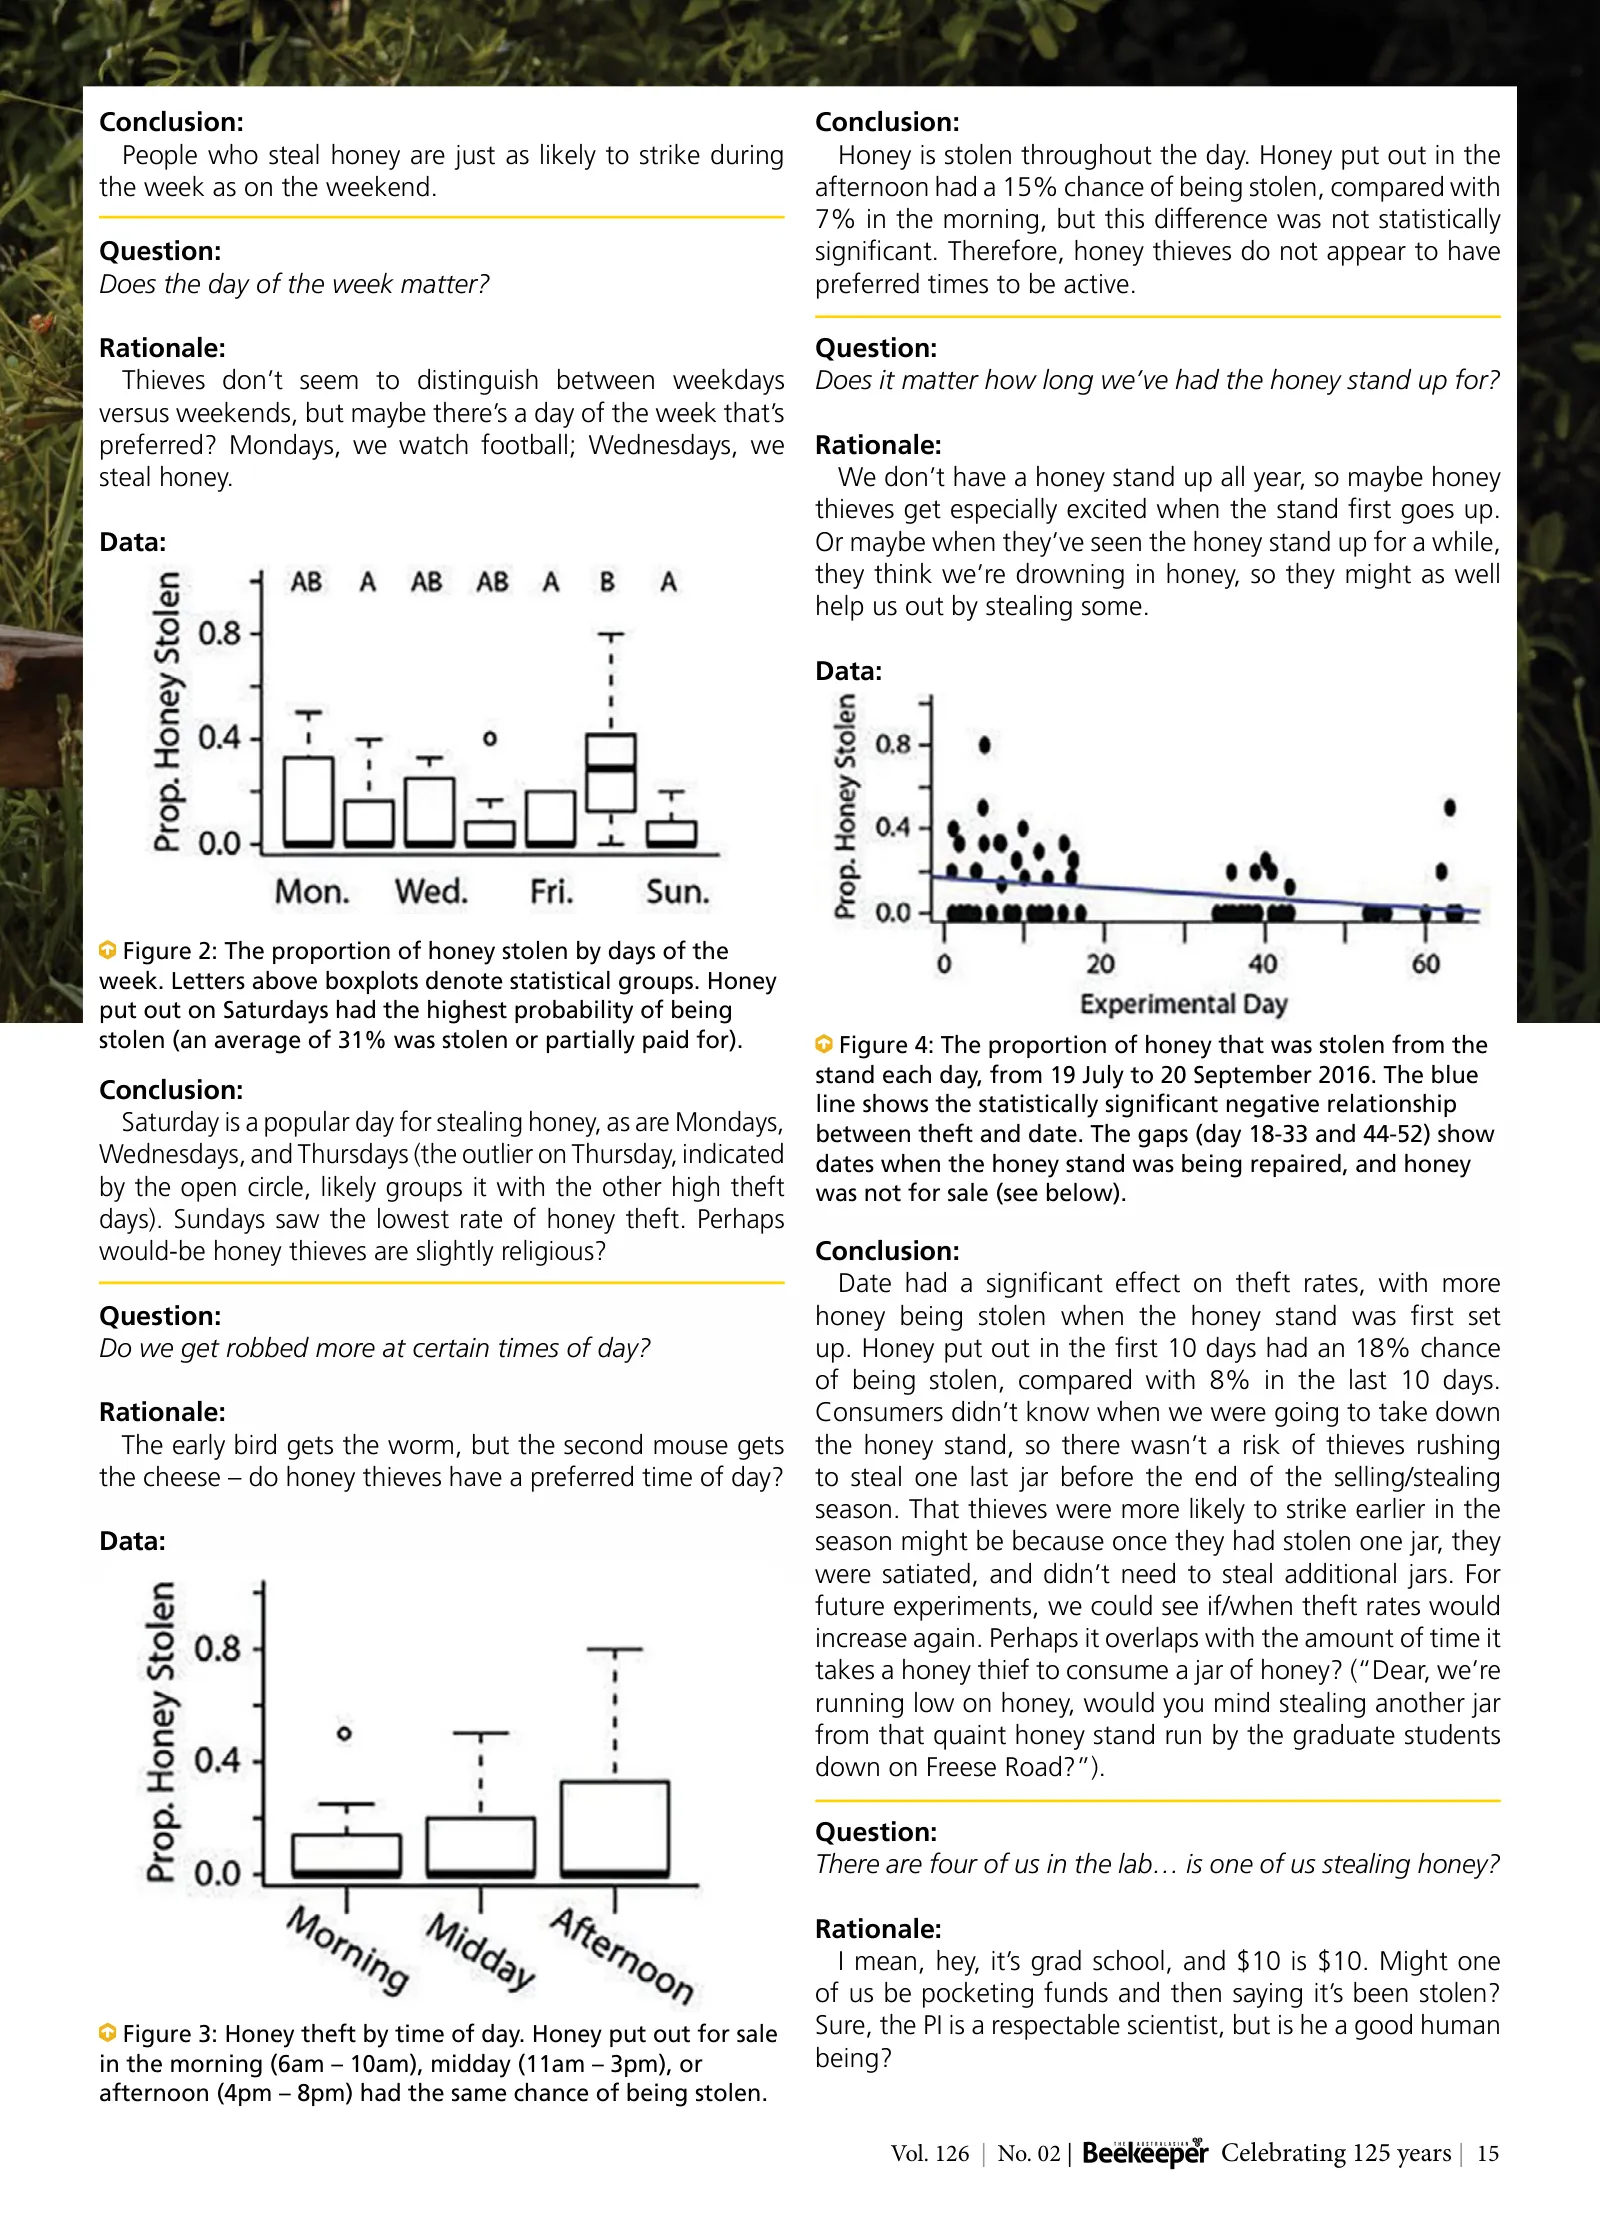 Conclusion:
People who steal honey are just as likely to strike during
the week as on the weekend.
Question:
Does the day of the week matter?
Rationale:
Thieves don’t seem to distinguish between weekdays
versus weekends, but maybe there’s a day of the week that’s
preferred? Mondays, we watch football; Wednesdays, we
steal honey.
Data:
AB A AB AB A B A
Prop. Honey Stolen
0.8
0.4
0.0
Mon. Wed. Fri. Sun.
Figure 2: The proportion of honey stolen by days of the
week. Letters above boxplots denote statistical groups. Honey
put out on Saturdays had the highest probability of being
stolen (an average of 31% was stolen or partially paid for).
Conclusion:
Saturday is a popular day for stealing honey, as are Mondays,
Wednesdays, and Thursdays (the outlier on Thursday, indicated
by the open circle, likely groups it with the other high theft
days). Sundays saw the lowest rate of honey theft. Perhaps
would-be honey thieves are slightly religious?
Question:
Do we get robbed more at certain times of day?
Rationale:
The early bird gets the worm, but the second mouse gets
the cheese – do honey thieves have a preferred time of day?
Data:
Prop. Honey Stolen
0.8
0.4
0.0
Morning Midday Afternoon
Figure 3: Honey theft by time of day. Honey put out for sale
in the morning (6am – 10am), midday (11am – 3pm), or
afternoon (4pm – 8pm) had the same chance of being stolen.
Conclusion:
Honey is stolen throughout the day. Honey put out in the
afternoon had a 15% chance of being stolen, compared with
7% in the morning, but this difference was not statistically
significant. Therefore, honey thieves do not appear to have
preferred times to be active.
Question:
Does it matter how long we’ve had the honey stand up for?
Rationale:
We don’t have a honey stand up all year, so maybe honey
thieves get especially excited when the stand first goes up.
Or maybe when they’ve seen the honey stand up for a while,
they think we’re drowning in honey, so they might as well
help us out by stealing some.
Data:
Prop. Honey Stolen
0.8
0.4
0.0
0 20 40 60
Experimental Day
Figure 4: The proportion of honey that was stolen from the
stand each day, from 19 July to 20 September 2016. The blue
line shows the statistically significant negative relationship
between theft and date. The gaps (day 18-33 and 44-52) show
dates when the honey stand was being repaired, and honey
was not for sale (see below).
Conclusion:
Date had a significant effect on theft rates, with more
honey being stolen when the honey stand was first set
up. Honey put out in the first 10 days had an 18% chance
of being stolen, compared with 8% in the last 10 days.
Consumers didn’t know when we were going to take down
the honey stand, so there wasn’t a risk of thieves rushing
to steal one last jar before the end of the selling/stealing
season. That thieves were more likely to strike earlier in the
season might be because once they had stolen one jar, they
were satiated, and didn’t need to steal additional jars. For
future experiments, we could see if/when theft rates would
increase again. Perhaps it overlaps with the amount of time it
takes a honey thief to consume a jar of honey? (“Dear, we’re
running low on honey, would you mind stealing another jar
from that quaint honey stand run by the graduate students
down on Freese Road?”).
Question:
There are four of us in the lab… is one of us stealing honey?
Rationale:
I mean, hey, it’s grad school, and $10 is $10. Might one
of us be pocketing funds and then saying it’s been stolen?
Sure, the PI is a respectable scientist, but is he a good human
being?
Vol. 126 | No. 02 | THE AUSTRALASIAN Beekeeper Celebrating 125 years | 15